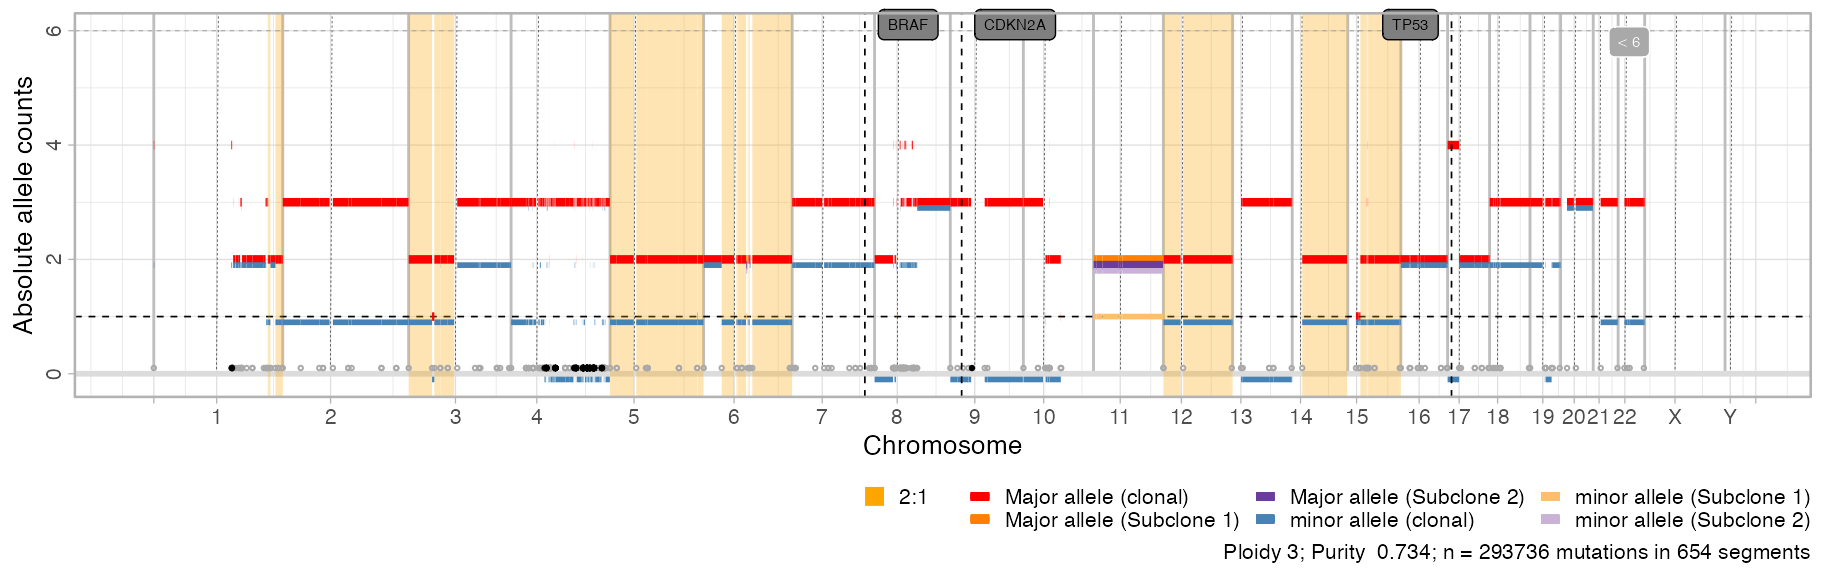 BRAF CDKN2A TP53
< 6
Absolute allele counts
6
4
2
0
1 2 3 4 5 6 7 8 9 10 11 12 13 14 15 16 17 18 19 20 21 22 X Y
Chromosome
2:1 Major allele (clonal) Major allele (Subclone 2) minor allele (Subclone 1)
Major allele (Subclone 1) minor allele (clonal) minor allele (Subclone 2)
Ploidy 3; Purity 0.734; n = 293736 mutations in 654 segments